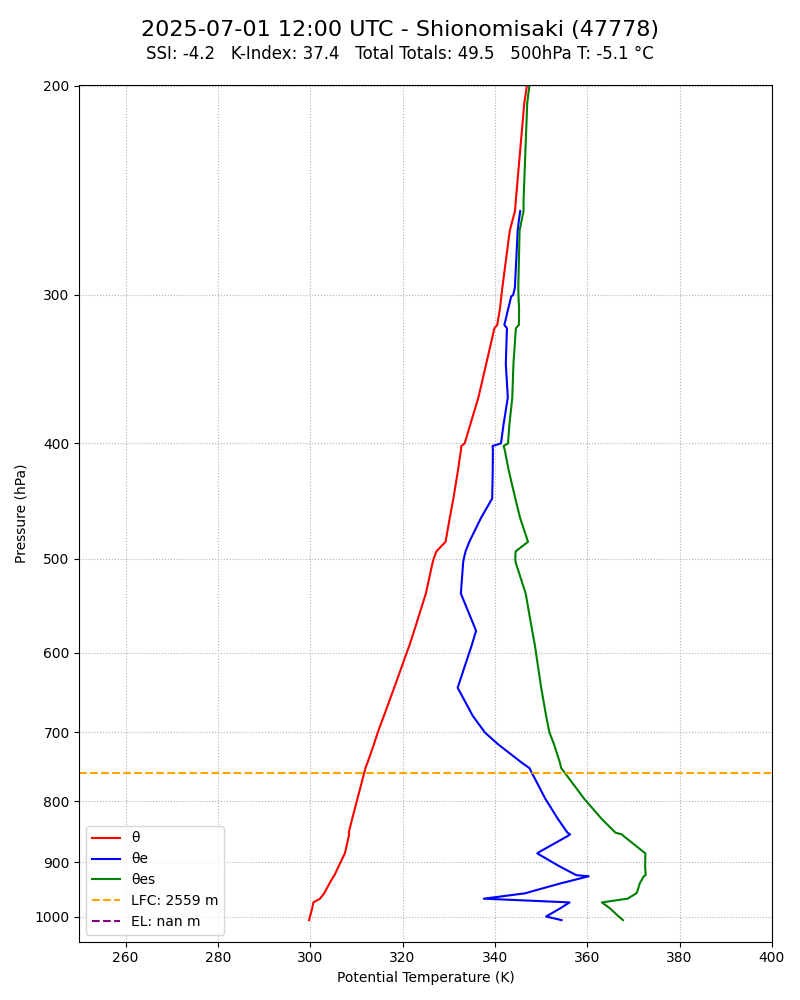 2025-07-01 12:00 UTC - Shionomisaki (47778)
SSI: -4.2 K-Index: 37.4 Total Totals: 49.5 500hPa T: -5.1 °C
200
300
400
500
600
700
800
900
1000
Pressure (hPa)
θ
θe
θes
LFC: 2559 m
EL: nan m
260 280 300 320 340 360 380 400
Potential Temperature (K)